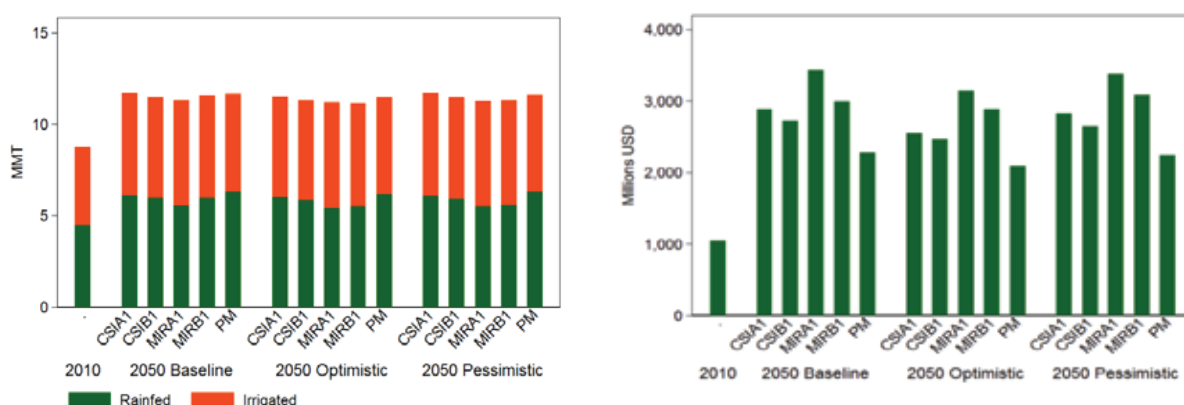 15
10
5
0
MMT
-
CSIA1
CSIB1
MIRA1
MIRB1
PM
CSIA1
CSIB1
MIRA1
MIRB1
PM
CSIA1
CSIB1
MIRA1
MIRB1
PM
2010 2050 Baseline 2050 Optimistic 2050 Pessimistic
Rainfed Irrigated
4,000
3,000
2,000
1,000
0
Millions USD
-
CSIA1
CSIB1
MIRA1
MIRB1
PM
CSIA1
CSIB1
MIRA1
MIRB1
PM
CSIA1
CSIB1
MIRA1
MIRB1
PM
2010 2050 Baseline 2050 Optimistic 2050 Pessimistic